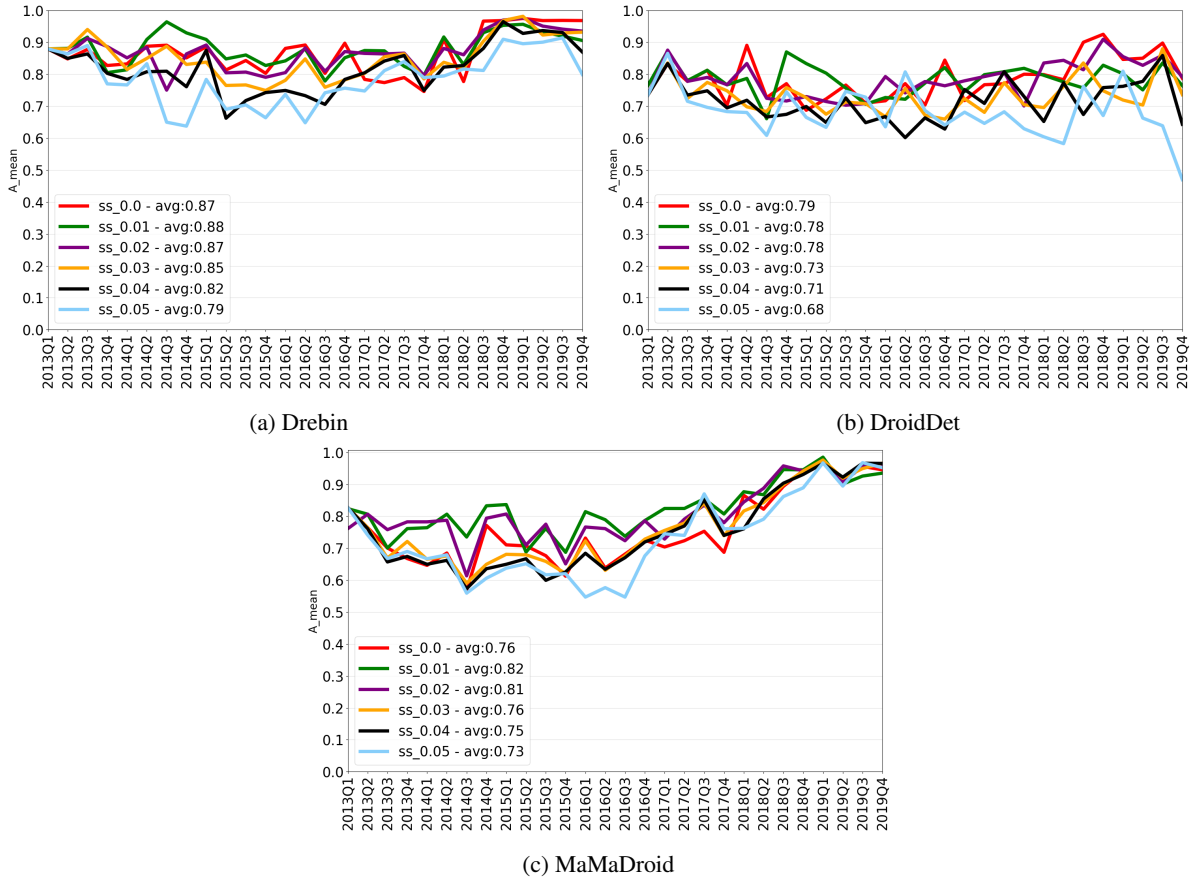 1.0
0.9
0.8
0.7
0.6
0.5
0.4
0.3
0.2
0.1
0.0
A_mean
ss_0.0 - avg:0.87
ss_0.01 - avg:0.88
ss_0.02 - avg:0.87
ss_0.03 - avg:0.85
ss_0.04 - avg:0.82
ss_0.05 - avg:0.79
2013Q1
2013Q2
2013Q3
2013Q4
2014Q1
2014Q2
2014Q3
2014Q4
2015Q1
2015Q2
2015Q3
2015Q4
2016Q1
2016Q2
2016Q3
2016Q4
2017Q1
2017Q2
2017Q3
2017Q4
2018Q1
2018Q2
2018Q3
2018Q4
2019Q1
2019Q2
2019Q3
2019Q4
(a) Drebin
1.0
0.9
0.8
0.7
0.6
0.5
0.4
0.3
0.2
0.1
0.0
A_mean
ss_0.0 - avg:0.79
ss_0.01 - avg:0.78
ss_0.02 - avg:0.78
ss_0.03 - avg:0.73
ss_0.04 - avg:0.71
ss_0.05 - avg:0.68
2013Q1
2013Q2
2013Q3
2013Q4
2014Q1
2014Q2
2014Q3
2014Q4
2015Q1
2015Q2
2015Q3
2015Q4
2016Q1
2016Q2
2016Q3
2016Q4
2017Q1
2017Q2
2017Q3
2017Q4
2018Q1
2018Q2
2018Q3
2018Q4
2019Q1
2019Q2
2019Q3
2019Q4
(b) DroidDet
1.0
0.9
0.8
0.7
0.6
0.5
0.4
0.3
0.2
0.1
0.0
A_mean
ss_0.0 - avg:0.76
ss_0.01 - avg:0.82
ss_0.02 - avg:0.81
ss_0.03 - avg:0.76
ss_0.04 - avg:0.75
ss_0.05 - avg:0.73
2013Q1
2013Q2
2013Q3
2013Q4
2014Q1
2014Q2
2014Q3
2014Q4
2015Q1
2015Q2
2015Q3
2015Q4
2016Q1
2016Q2
2016Q3
2016Q4
2017Q1
2017Q2
2017Q3
2017Q4
2018Q1
2018Q2
2018Q3
2018Q4
2019Q1
2019Q2
2019Q3
2019Q4
(c) MaMaDroid